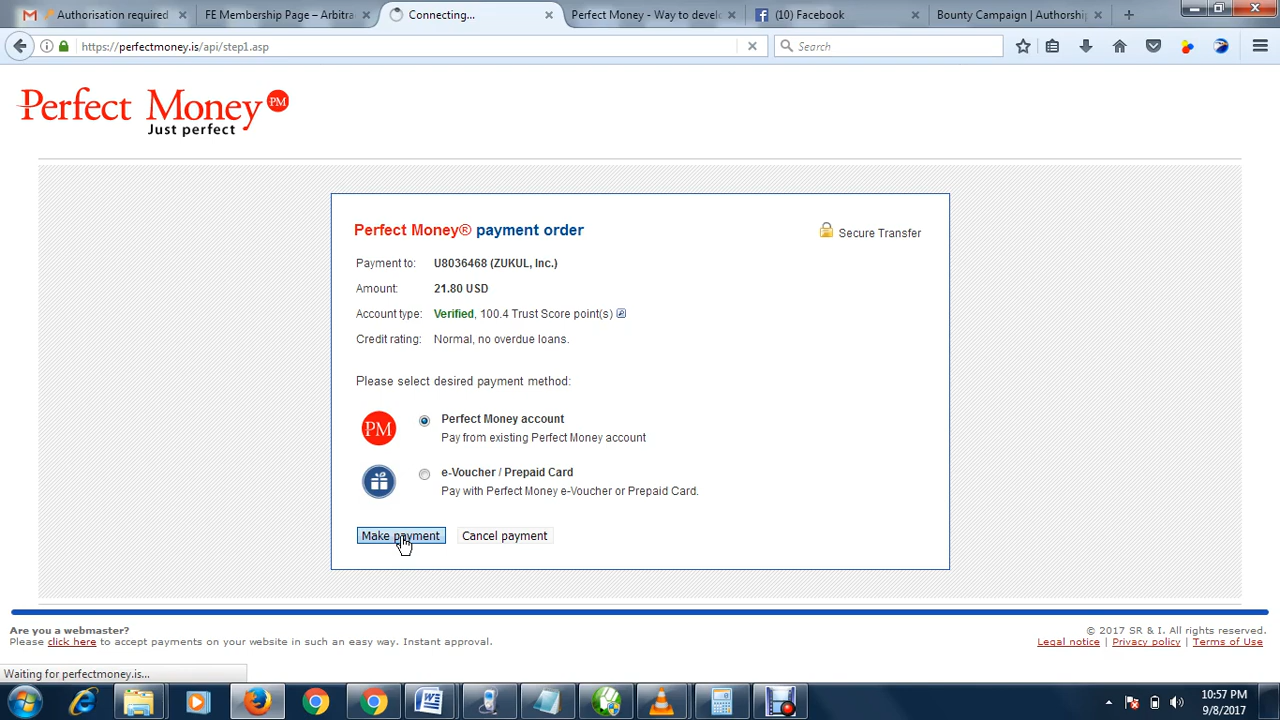 Authorisation required
FE Membership Page – Arbitra
Connecting...
Perfect Money - Way to devel
(10) Facebook
Bounty Campaign | Authorship
https://perfectmoney.is/api/step1.asp
Search
Perfect Money PM
Just perfect
Perfect Money® payment order
Secure Transfer
Payment to: U8036468 (ZUKUL, Inc.)
Amount: 21.80 USD
Account type: Verified, 100.4 Trust Score point(s)
Credit rating: Normal, no overdue loans.
Please select desired payment method:
PM
Perfect Money account
Pay from existing Perfect Money account
e-Voucher / Prepaid Card
Pay with Perfect Money e-Voucher or Prepaid Card.
Make payment Cancel payment
Are you a webmaster?
Please click here to accept payments on your website in such an easy way. Instant approval.
© 2017 SR & I. All rights reserved.
Legal notice | Privacy policy | Terms of Use
Waiting for perfectmoney.is...
10:57 PM
9/8/2017